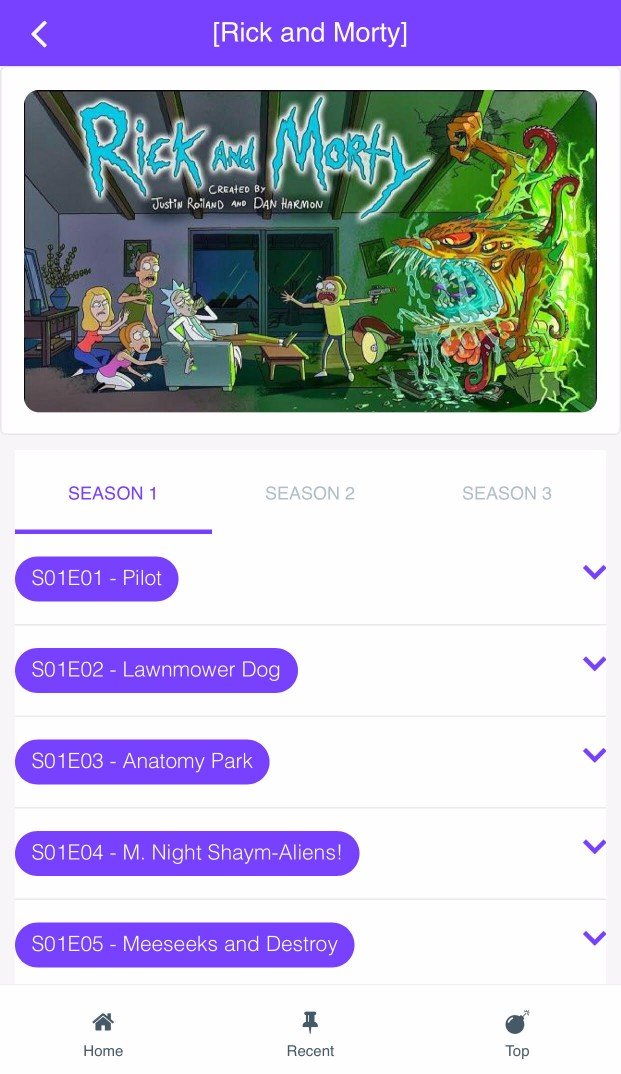 [Rick and Morty]
RICK AND MORTY
CREATED BY
JUSTIN ROILAND AND DAN HARMON
SEASON 1 SEASON 2 SEASON 3
S01E01 - Pilot
S01E02 - Lawnmower Dog
S01E03 - Anatomy Park
S01E04 - M. Night Shaym-Aliens!
S01E05 - Meeseeks and Destroy
Home Recent Top